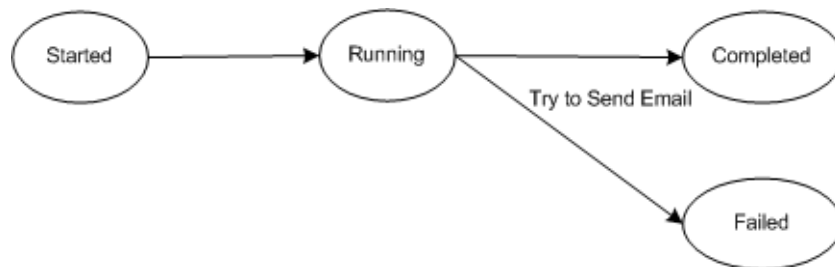 Started
Running
Completed
Try to Send Email
Failed